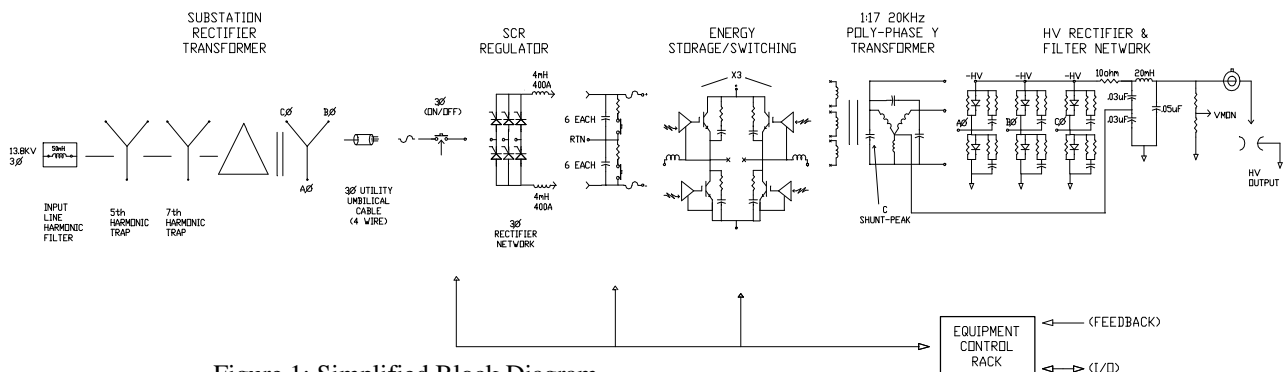 SUBSTATION
RECTIFIER
TRANSFORMER
SCR
REGULATOR
ENERGY
STORAGE/SWITCHING
1:17 20KHz
POLY-PHASE Y
TRANSFORMER
HV RECTIFIER &
FILTER NETWORK
13.8KV
3Ø
50mH
INPUT
LINE
HARMONIC
FILTER
5th
HARMONIC
TRAP
7th
HARMONIC
TRAP
CØ
BØ
AØ
3Ø UTILITY
UMBILICAL
CABLE
(4 WIRE)
3Ø
(ON/OFF)
4mH
400A
4mH
400A
3Ø
RECTIFIER
NETWORK
6 EACH
RTN
6 EACH
X3
C
SHUNT-PEAK
-HV
-HV
-HV
AØ
BØ
CØ
10ohm
20mH
.03uF
.03uF
.05uF
VMON
HV
OUTPUT
EQUIPMENT
CONTROL
RACK
(FEEDBACK)
(I/O)
Figure 1: Simplified Block Diagram